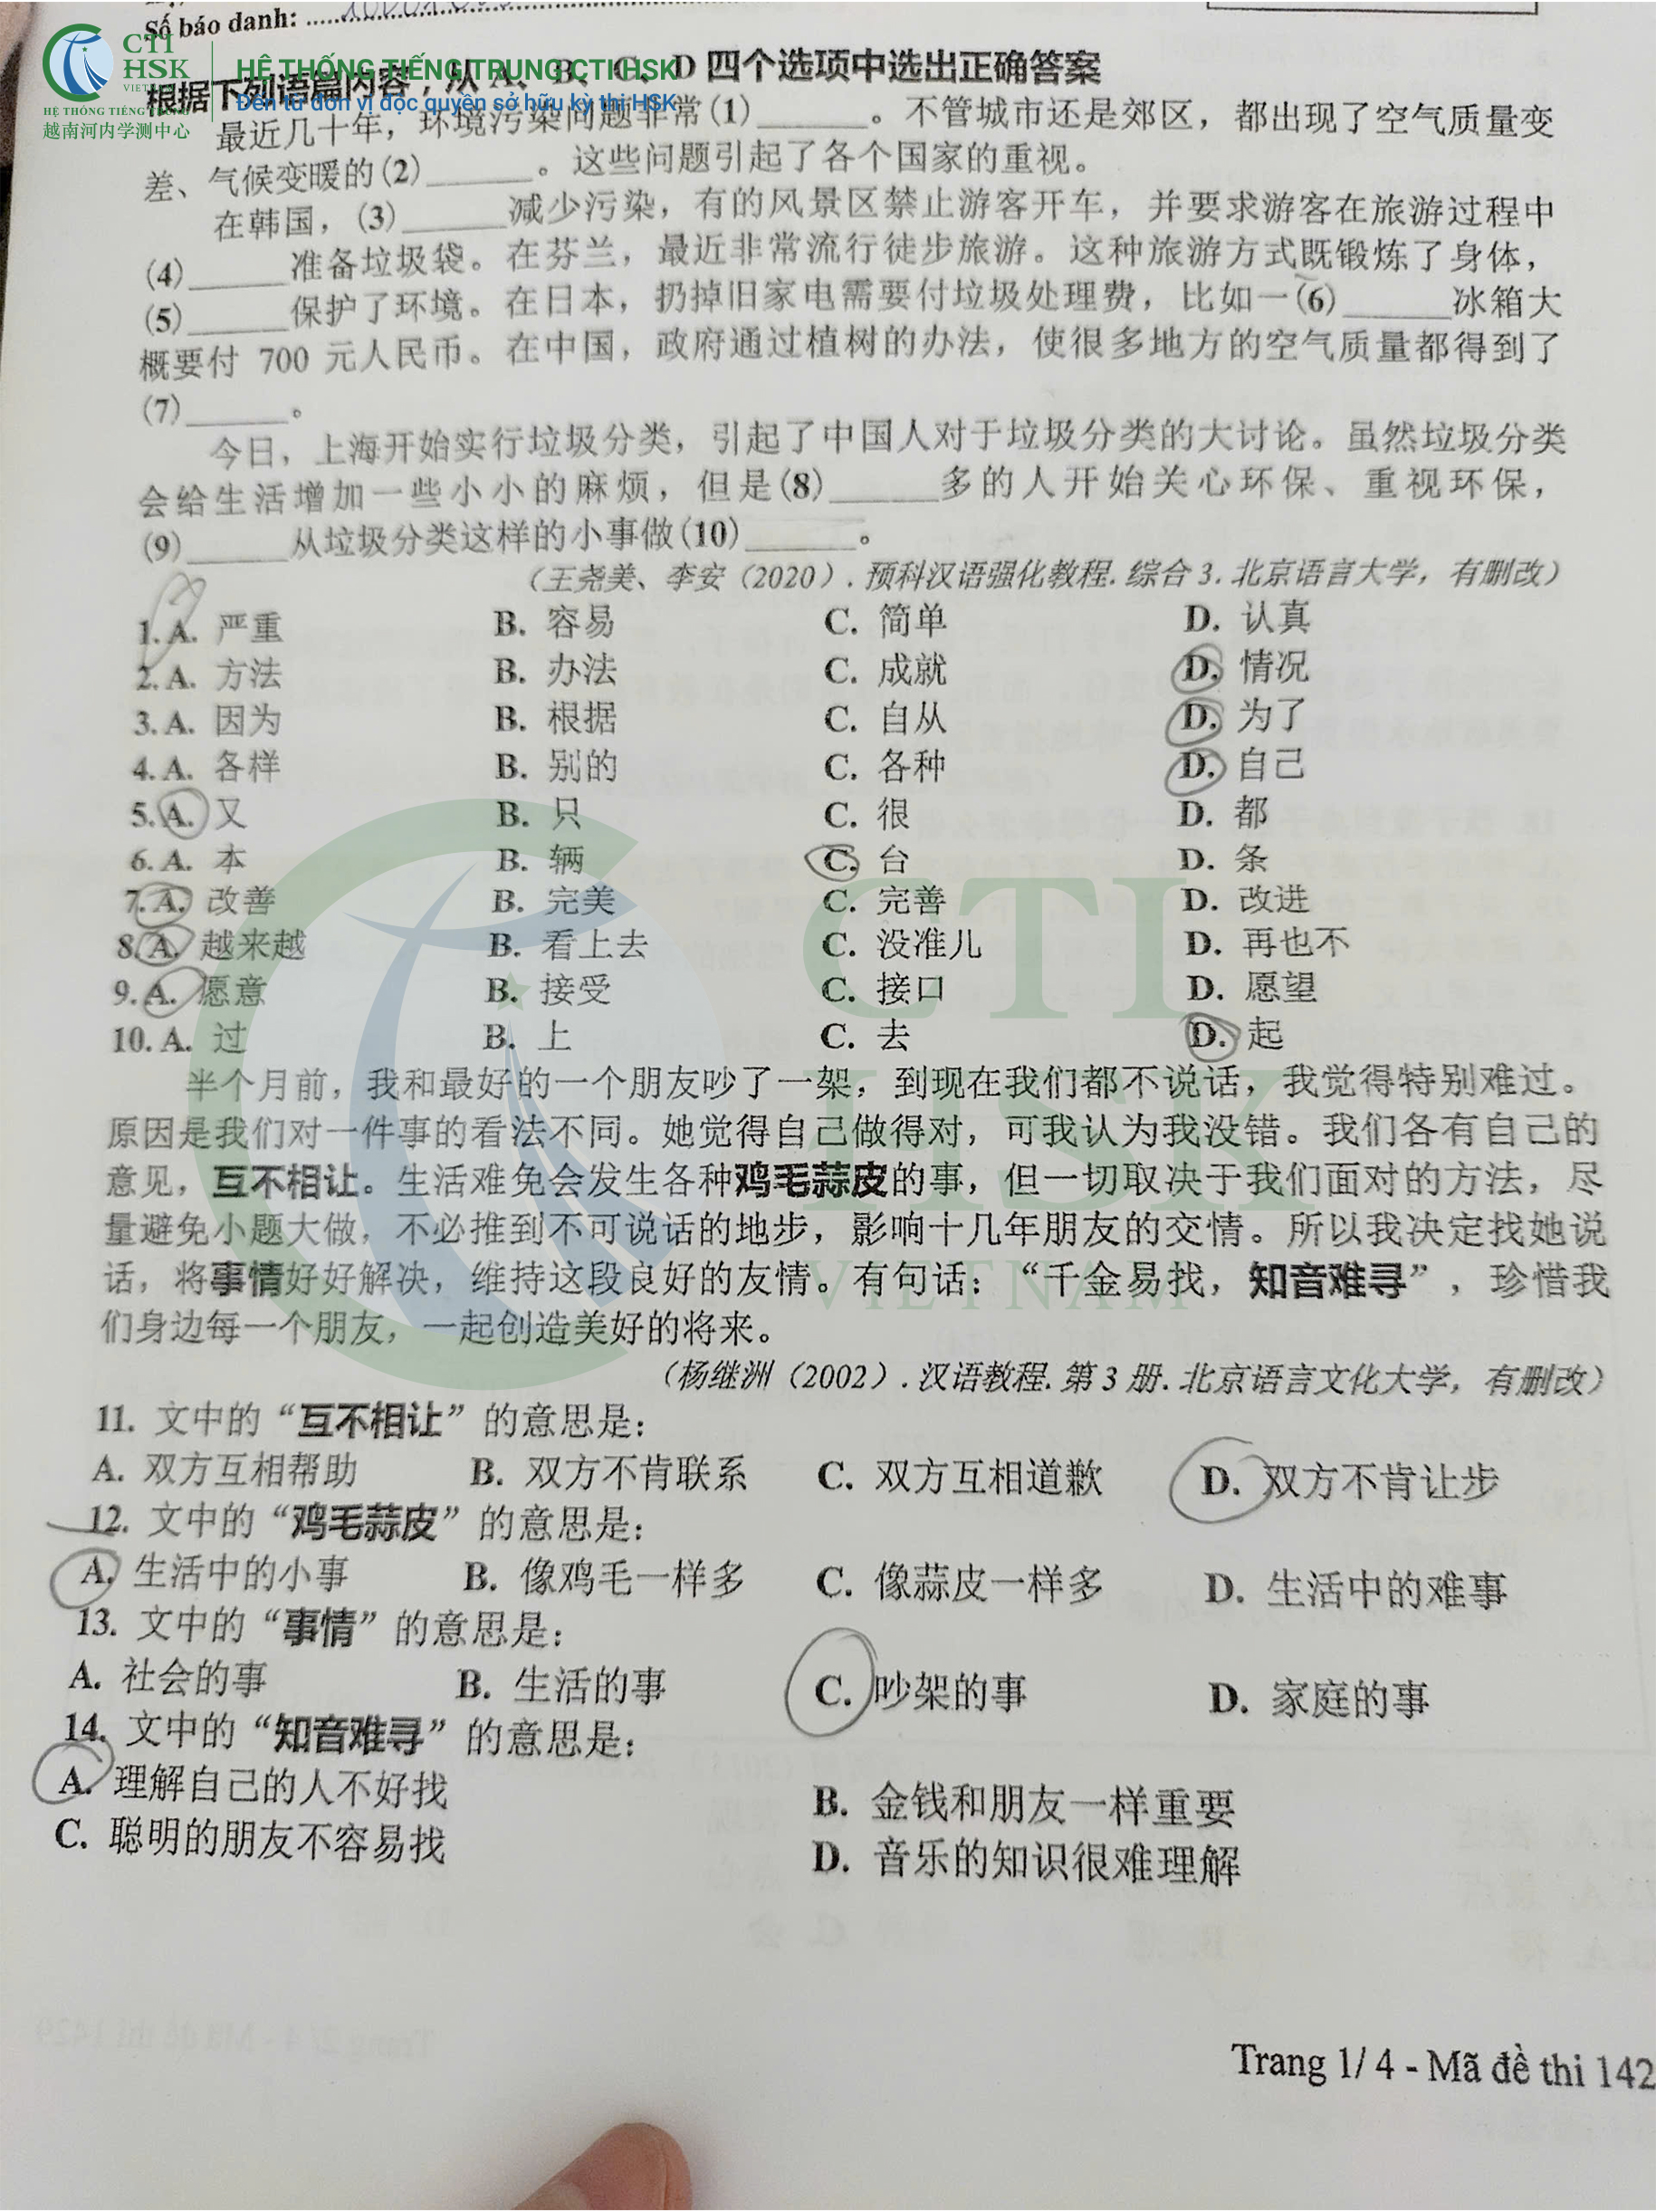 Số báo danh:
CTI
HSK
VIETNAM
HỆ THỐNG TIẾNG TRUNG
越南河内学测中心
HỆ THỐNG TIẾNG TRUNG CTI HSK
Đến từ đơn vị độc quyền sở hữu kỳ thi HSK
根据下列语篇内容，从 A、B、C、D 四个选项中选出正确答案
最近几十年，环境污染问题非常(1)______。不管城市还是郊区，都出现了空气质量变
差、气候变暖的(2)______。这些问题引起了各个国家的重视。
在韩国，(3)______减少污染，有的风景区禁止游客开车，并要求游客在旅游过程中
(4)______准备垃圾袋。在芬兰，最近非常流行徒步旅游。这种旅游方式既锻炼了身体，
(5)______保护了环境。在日本，扔掉旧家电需要付垃圾处理费，比如一(6)______冰箱大
概要付 700 元人民币。在中国，政府通过植树的办法，使很多地方的空气质量都得到了
(7)______。
今日，上海开始实行垃圾分类，引起了中国人对于垃圾分类的大讨论。虽然垃圾分类
会给生活增加一些小小的麻烦，但是(8)______多的人开始关心环保、重视环保，
(9)______从垃圾分类这样的小事做(10)______。
（王尧美、李安（2020）. 预科汉语强化教程. 综合 3. 北京语言大学，有删改）
1. A. 严重 B. 容易 C. 简单 D. 认真
2. A. 方法 B. 办法 C. 成就 D. 情况
3. A. 因为 B. 根据 C. 自从 D. 为了
4. A. 各样 B. 别的 C. 各种 D. 自己
5. A. 又 B. 只 C. 很 D. 都
6. A. 本 B. 辆 C. 台 D. 条
7. A. 改善 B. 完美 C. 完善 D. 改进
8. A. 越来越 B. 看上去 C. 没准儿 D. 再也不
9. A. 愿意 B. 接受 C. 接口 D. 愿望
10. A. 过 B. 上 C. 去 D. 起
半个月前，我和最好的一个朋友吵了一架，到现在我们都不说话，我觉得特别难过。
原因是我们对一件事的看法不同。她觉得自己做得对，可我认为我没错。我们各有自己的
意见，互不相让。生活难免会发生各种鸡毛蒜皮的事，但一切取决于我们面对的方法，尽
量避免小题大做，不必推到不可说话的地步，影响十几年朋友的交情。所以我决定找她说
话，将事情好好解决，维持这段良好的友情。有句话：“千金易找，知音难寻”，珍惜我
们身边每一个朋友，一起创造美好的将来。
（杨继洲（2002）. 汉语教程. 第 3 册. 北京语言文化大学，有删改）
11. 文中的“互不相让”的意思是：
A. 双方互相帮助 B. 双方不肯联系 C. 双方互相道歉 D. 双方不肯让步
12. 文中的“鸡毛蒜皮”的意思是：
A. 生活中的小事 B. 像鸡毛一样多 C. 像蒜皮一样多 D. 生活中的难事
13. 文中的“事情”的意思是：
A. 社会的事 B. 生活的事 C. 吵架的事 D. 家庭的事
14. 文中的“知音难寻”的意思是：
A. 理解自己的人不好找 B. 金钱和朋友一样重要
C. 聪明的朋友不容易找 D. 音乐的知识很难理解
CTI
HSK
VIETNAM
Trang 1/ 4 - Mã đề thi 142